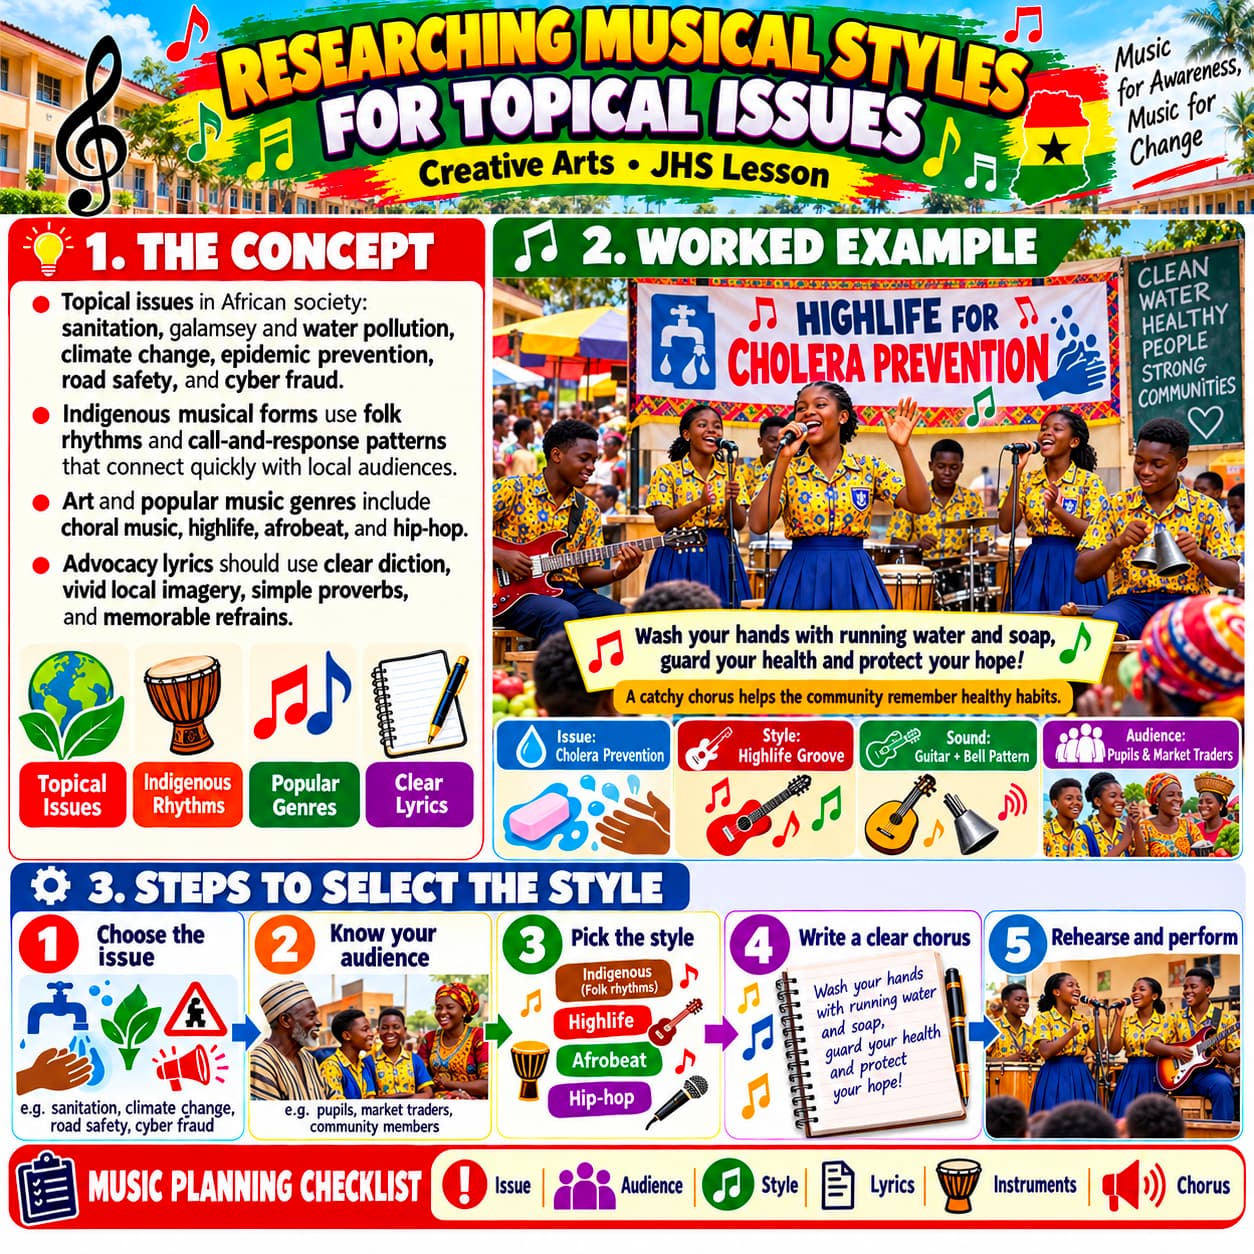 RESEARCHING MUSICAL STYLES
FOR TOPICAL ISSUES
Creative Arts • JHS Lesson
Music
for Awareness,
Music for
Change
1. THE CONCEPT
Topical issues in African society:
sanitation, galamsey and water pollution,
climate change, epidemic prevention,
road safety, and cyber fraud.
Indigenous musical forms use folk
rhythms and call-and-response patterns
that connect quickly with local audiences.
Art and popular music genres include
choral music, highlife, afrobeat, and hip-hop.
Advocacy lyrics should use clear diction,
vivid local imagery, simple proverbs,
and memorable refrains.
Topical
Issues
Indigenous
Rhythms
Popular
Genres
Clear
Lyrics
2. WORKED EXAMPLE
HIGHLIFE FOR
CHOLERA PREVENTION
CLEAN
WATER
HEALTHY
PEOPLE
STRONG
COMMUNITIES
Wash your hands with running water and soap,
guard your health and protect your hope!
A catchy chorus helps the community remember healthy habits.
Issue:
Cholera Prevention
Style:
Highlife Groove
Sound:
Guitar + Bell Pattern
Audience:
Pupils & Market Traders
3. STEPS TO SELECT THE STYLE
1
Choose the
issue
e.g. sanitation, climate change,
road safety, cyber fraud
2
Know your
audience
e.g. pupils, market traders,
community members
3
Pick the style
Indigenous
(Folk rhythms)
Highlife
Afrobeat
Hip-hop
4
Write a clear chorus
Wash your hands
with running water
and soap,
guard your health
and protect
your hope!
5
Rehearse and perform
MUSIC PLANNING CHECKLIST
Issue
Audience
Style
Lyrics
Instruments
Chorus